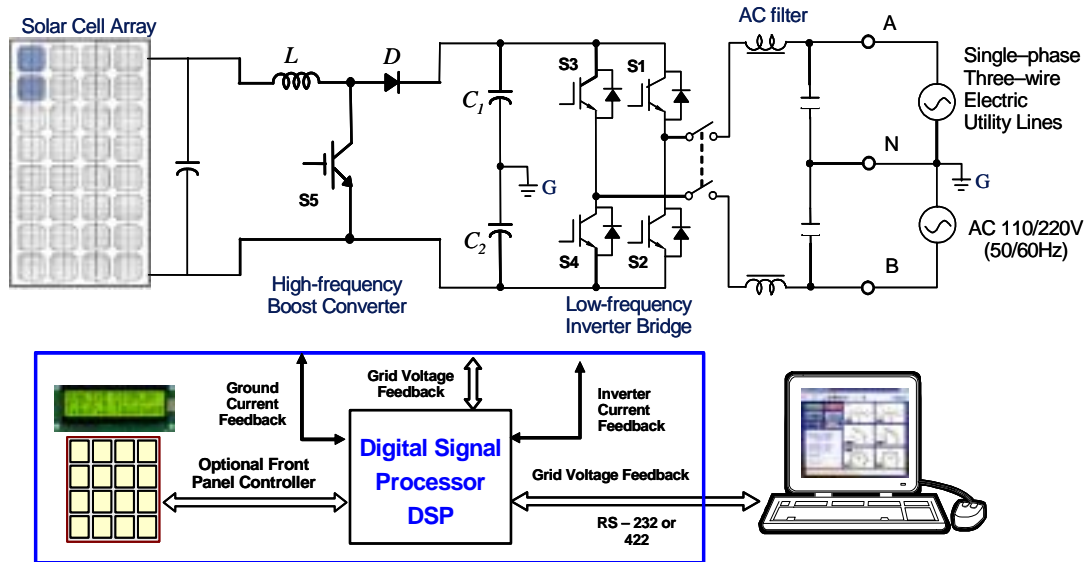 Solar Cell Array
L
D
S5
High-frequency
Boost Converter
C1
C2
G
S3
S1
S4
S2
Low-frequency
Inverter Bridge
AC filter
A
N
B
Single–phase
Three–wire
Electric
Utility Lines
G
AC 110/220V
(50/60Hz)
Ground
Current
Feedback
Grid Voltage
Feedback
Inverter
Current
Feedback
Optional Front
Panel Controller
Digital Signal
Processor
DSP
Grid Voltage Feedback
RS – 232 or
422